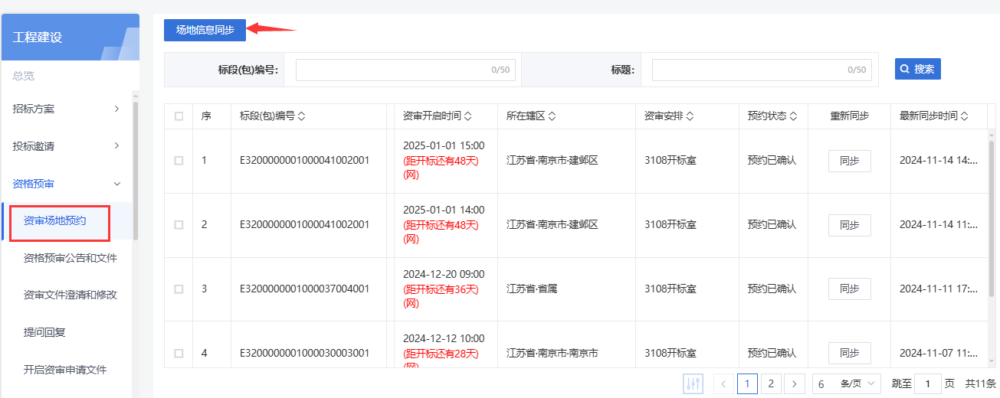 工程建设
总览
招标方案
投标邀请
资格预审
资审场地预约
资格预审公告和文件
资审文件澄清和修改
提问回复
开启资审申请文件
场地信息同步
标段(包)编号: 0/50 标题: 0/50 搜索
序 标段(包)编号 资审开启时间 所在辖区 资审安排 预约状态 重新同步 最新同步时间
2025-01-01 15:00
1 E3200000001000041002001 (距开标还有48天) 江苏省·南京市·建邺区 3108开标室 预约已确认 同步 2024-11-14 14:...
(网)
2025-01-01 14:00
2 E3200000001000041002001 (距开标还有48天) 江苏省·南京市·建邺区 3108开标室 预约已确认 同步 2024-11-14 11:...
(网)
2024-12-20 09:00
3 E3200000001000037004001 (距开标还有36天) 江苏省·省属 3108开标室 预约已确认 同步 2024-11-11 17:...
(网)
2024-12-12 10:00
4 E3200000001000030003001 (距开标还有28天) 江苏省·南京市·南京市 3108开标室 预约已确认 同步 2024-11-07 11:...
(网)
1 2 6 条/页 跳至 1 页 共11条